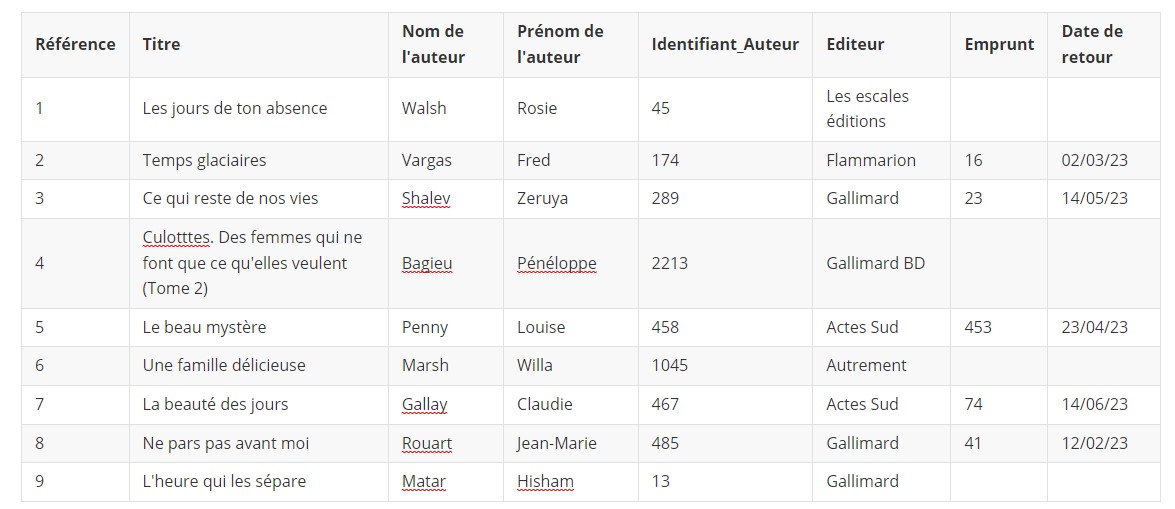 Référence Titre Nom de l'auteur Prénom de l'auteur Identifiant_Auteur Editeur Emprunt Date de retour
1 Les jours de ton absence Walsh Rosie 45 Les escales éditions
2 Temps glaciaires Vargas Fred 174 Flammarion 16 02/03/23
3 Ce qui reste de nos vies Shalev Zeruya 289 Gallimard 23 14/05/23
4 Culotttes. Des femmes qui ne font que ce qu'elles veulent (Tome 2) Bagieu Pénéloppe 2213 Gallimard BD
5 Le beau mystère Penny Louise 458 Actes Sud 453 23/04/23
6 Une famille délicieuse Marsh Willa 1045 Autrement
7 La beauté des jours Gallay Claudie 467 Actes Sud 74 14/06/23
8 Ne pars pas avant moi Rouart Jean-Marie 485 Gallimard 41 12/02/23
9 L'heure qui les sépare Matar Hisham 13 Gallimard